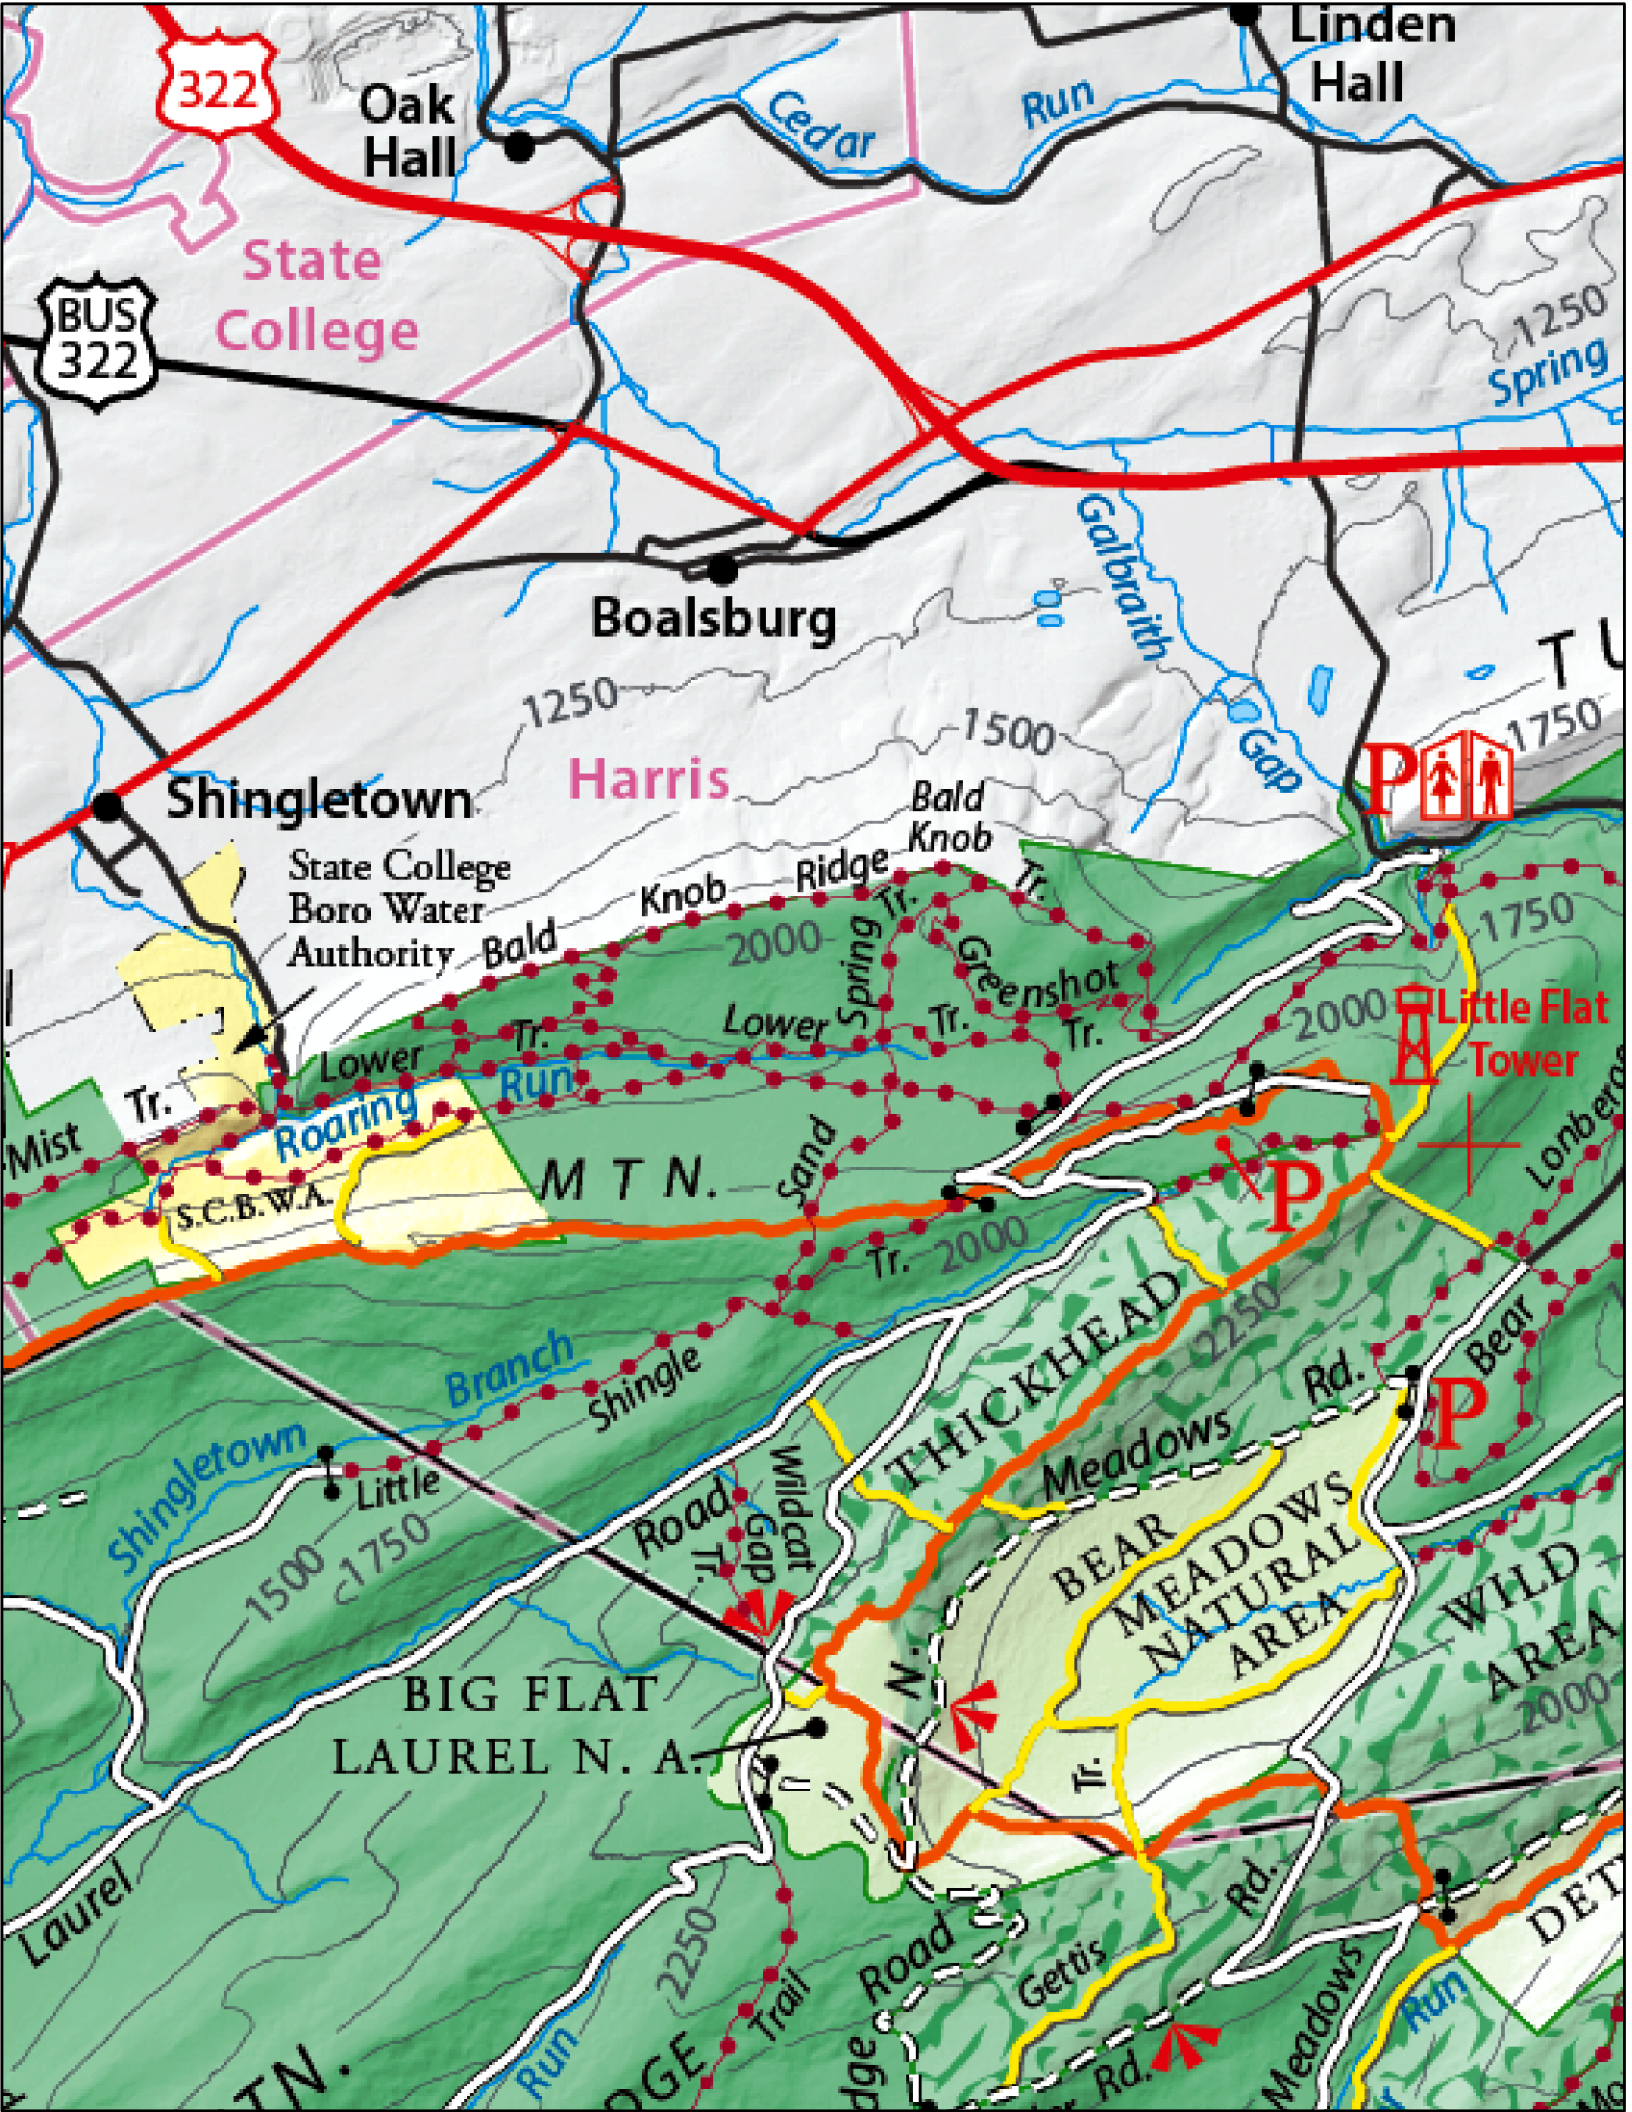 322
Oak
Hall
Linden
Hall
Cedar
Run
State
College
BUS
322
1250
Spring
Galbraith
Gap
Boalsburg
1250
1500
T U
1750
P
Harris
Shingletown
State College
Boro Water
Authority
Bald
Knob
Bald
Knob
Ridge
Tr.
Tr.
2000
Spring
Greenshot
1750
Lower
Tr.
Lower
Tr.
Tr.
2000
Little Flat
Tower
Roaring
Run
Tr.
Mist
S.C.B.W.A.
MTN.
Sand
Tr.
2000
P
Lonberg
THICKHEAD
2250
Bear
Rd.
P
Branch
Shingletown
Shingle
Little
1500
1750
Road
Wildcat
Gap
Tr.
Meadows
BEAR
MEADOWS
NATURAL
AREA
WILD
AREA
2000
BIG FLAT
LAUREL N. A.
N.
Tr.
Laurel
2250
Road
Gettis
Rd.
DET
Run
Trail
Meadows
Run
TN.
DGE
dge
Rd.
Mo